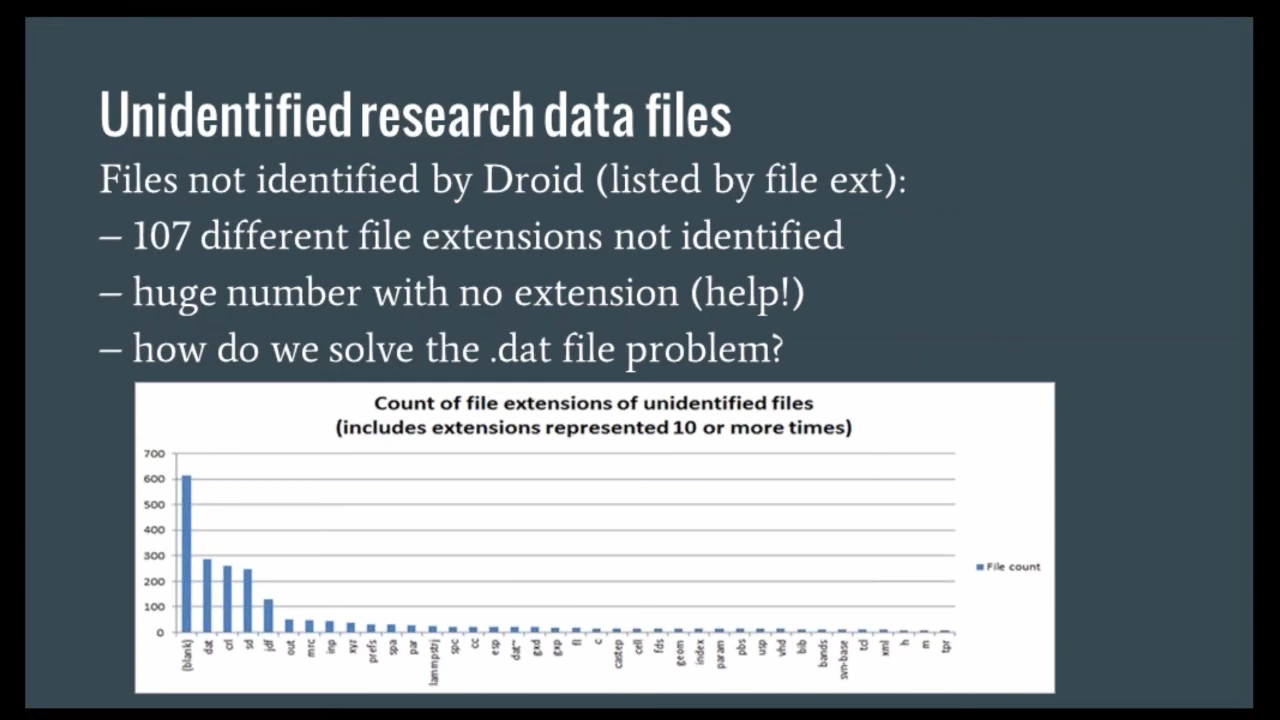 Unidentified research data files
Files not identified by Droid (listed by file ext):
– 107 different file extensions not identified
– huge number with no extension (help!)
– how do we solve the .dat file problem?
Count of file extensions of unidentified files
(includes extensions represented 10 or more times)
700
600
500
400
300
200
100
0
File count
(blank)
dat
crl
sd
jdf
out
mrc
inp
xyz
prefs
spa
par
lammpstrj
spc
cc
esp
dat~
gxd
gxp
fj
c
castep
cell
fds
geom
index
param
pbs
usp
vhd
bib
bands
svn-base
tcl
xml
h
m
tpr